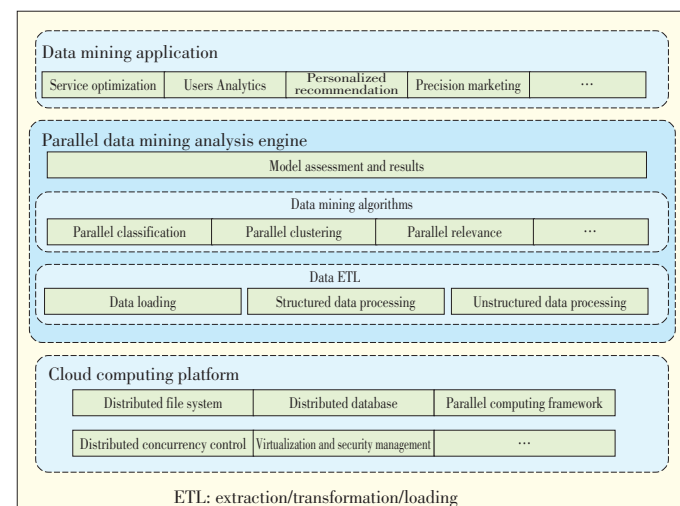 Data mining application
Service optimization Users Analytics Personalized recommendation Precision marketing …
Parallel data mining analysis engine
Model assessment and results
Data mining algorithms
Parallel classification Parallel clustering Parallel relevance …
Data ETL
Data loading Structured data processing Unstructured data processing
Cloud computing platform
Distributed file system Distributed database Parallel computing framework
Distributed concurrency control Virtualization and security management …
ETL: extraction/transformation/loading